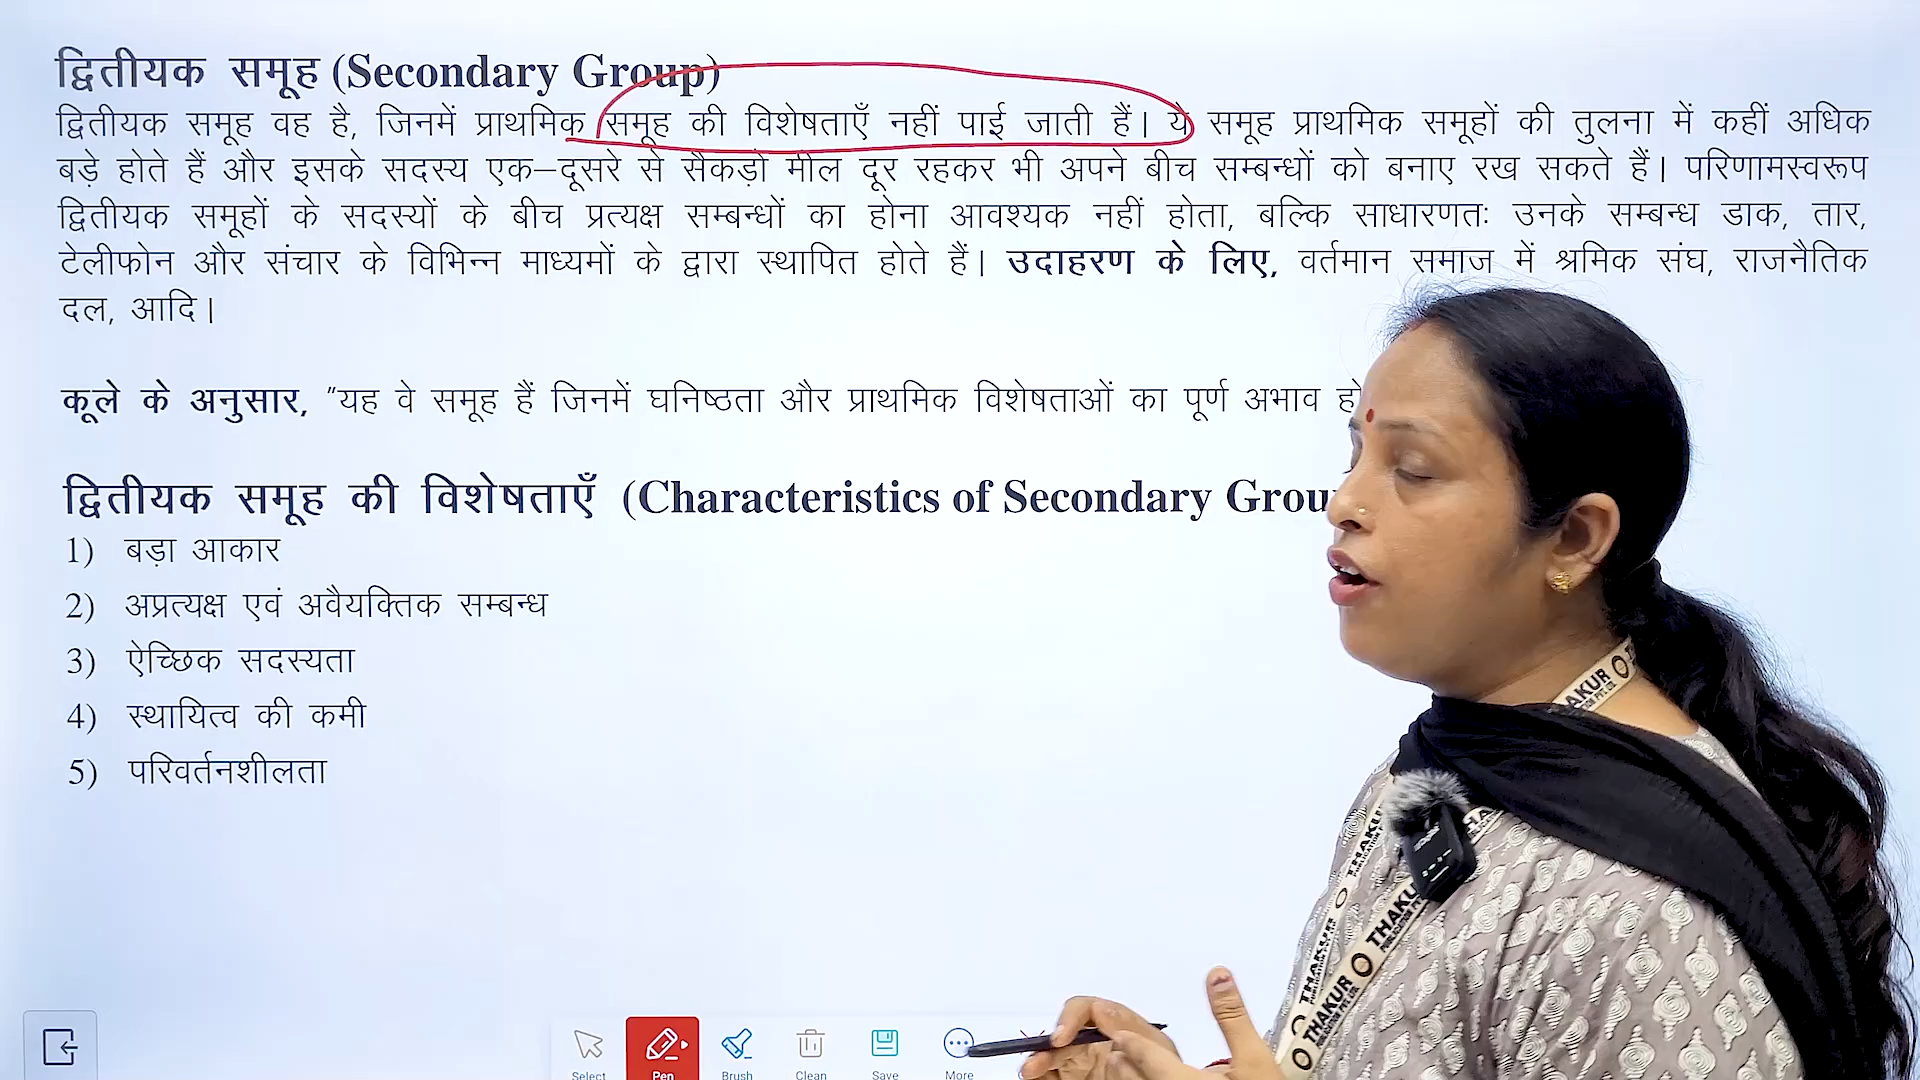 द्वितीयक समूह (Secondary Group)
द्वितीयक समूह वह है, जिनमें प्राथमिक समूह की विशेषताएँ नहीं पाई जाती हैं। ये समूह प्राथमिक समूहों की तुलना में कहीं अधिक
बड़े होते हैं और इसके सदस्य एक–दूसरे से सैकड़ो मील दूर रहकर भी अपने बीच सम्बन्धों को बनाए रख सकते हैं। परिणामस्वरूप
द्वितीयक समूहों के सदस्यों के बीच प्रत्यक्ष सम्बन्धों का होना आवश्यक नहीं होता, बल्कि साधारणतः उनके सम्बन्ध डाक, तार,
टेलीफोन और संचार के विभिन्न माध्यमों के द्वारा स्थापित होते हैं। उदाहरण के लिए, वर्तमान समाज में श्रमिक संघ, राजनैतिक
दल, आदि।
कूले के अनुसार, "यह वे समूह हैं जिनमें घनिष्ठता और प्राथमिक विशेषताओं का पूर्ण अभाव
द्वितीयक समूह की विशेषताएँ (Characteristics of Secondary Grou
1) बड़ा आकार
2) अप्रत्यक्ष एवं अवैयक्तिक सम्बन्ध
3) ऐच्छिक सदस्यता
4) स्थायित्व की कमी
5) परिवर्तनशीलता
AKUR
THAKUR
THAKUR
THAKUR
Select Pen Brush Clean Save More